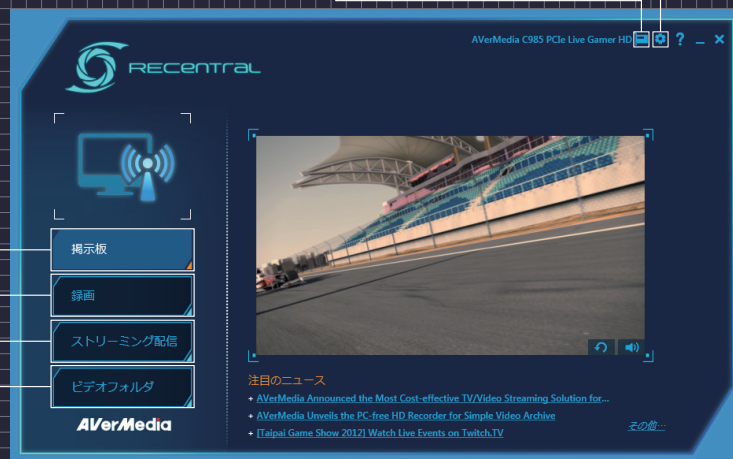 AVerMedia C985 PCIe Live Gamer HD
RECentral
掲示板
録画
ストリーミング配信
ビデオフォルダ
AVerMedia
注目のニュース
+ AVerMedia Announced the Most Cost-effective TV/Video Streaming Solution for...
+ AVerMedia Unveils the PC-free HD Recorder for Simple Video Archive
+ [Taipai Game Show 2012] Watch Live Events on Twitch.TV
その他…